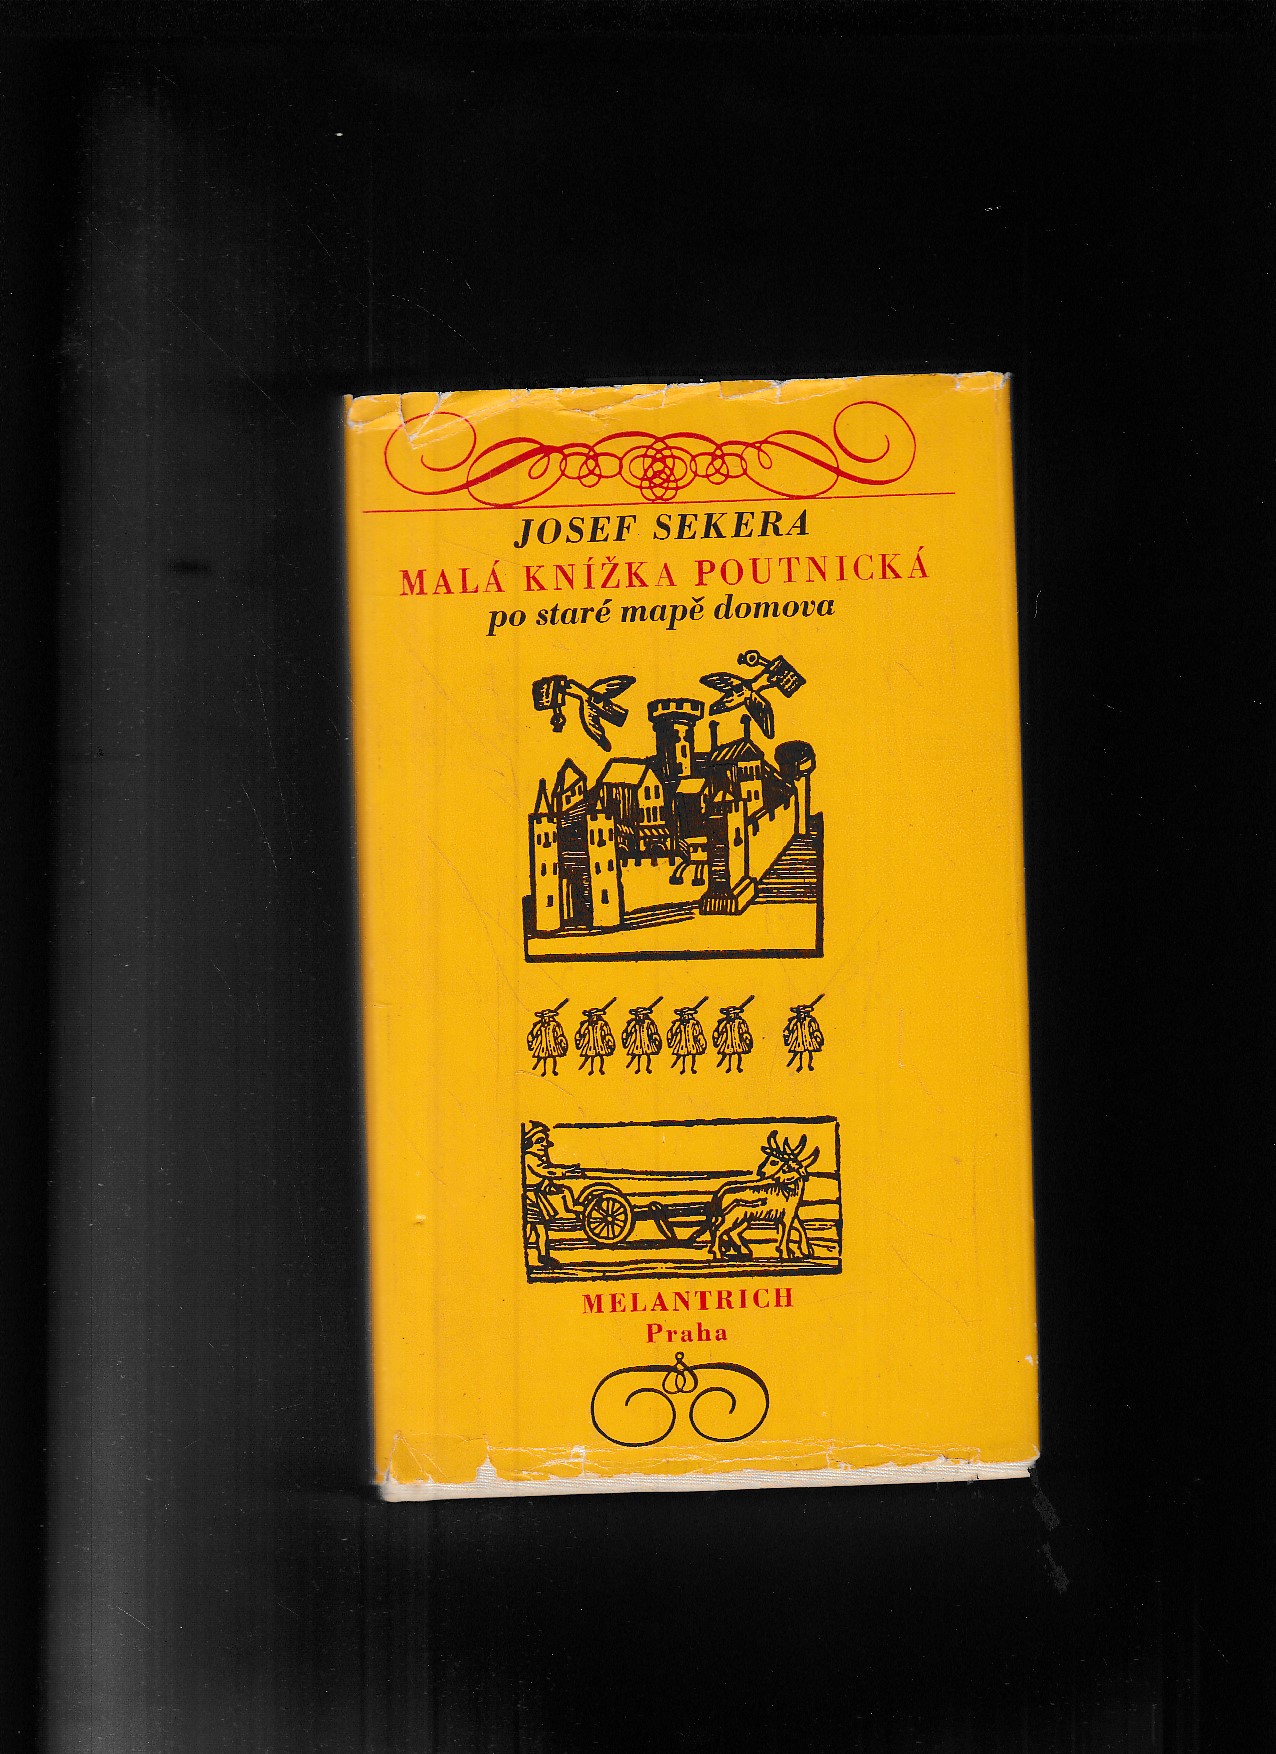 JOSEF SEKERA
MALÁ KNÍŽKA POUTNICKÁ
po staré mapě domova
MELANTRICH
Praha